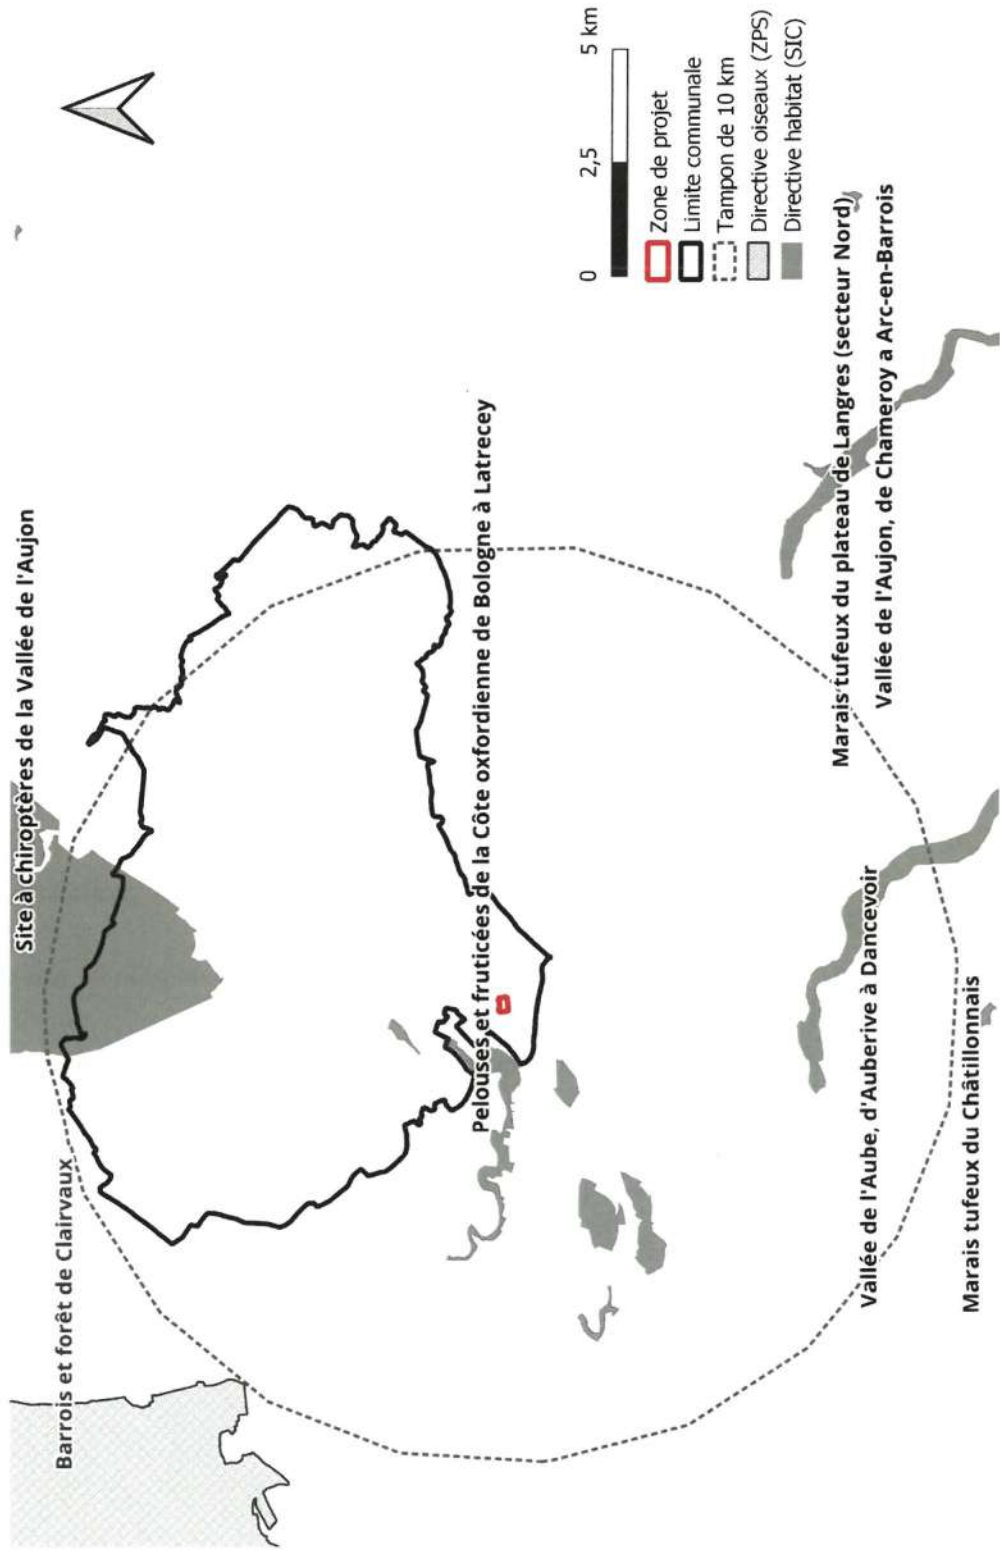 Site à chiroptères de la Vallée de l'Aujon
Barrois et forêt de Clairvaux
Pelouses et fruticées de la Côte oxfordienne de Bologne à Latrecey
Marais tufeux du plateau de Langres (secteur Nord)
Vallée de l'Aujon, de Chameroy a Arc-en-Barrois
Vallée de l'Aube, d'Auberive à Dancevoir
Marais tufeux du Châtillonnais
0 2,5 5 km
Zone de projet
Limite communale
Tampon de 10 km
Directive oiseaux (ZPS)
Directive habitat (SIC)